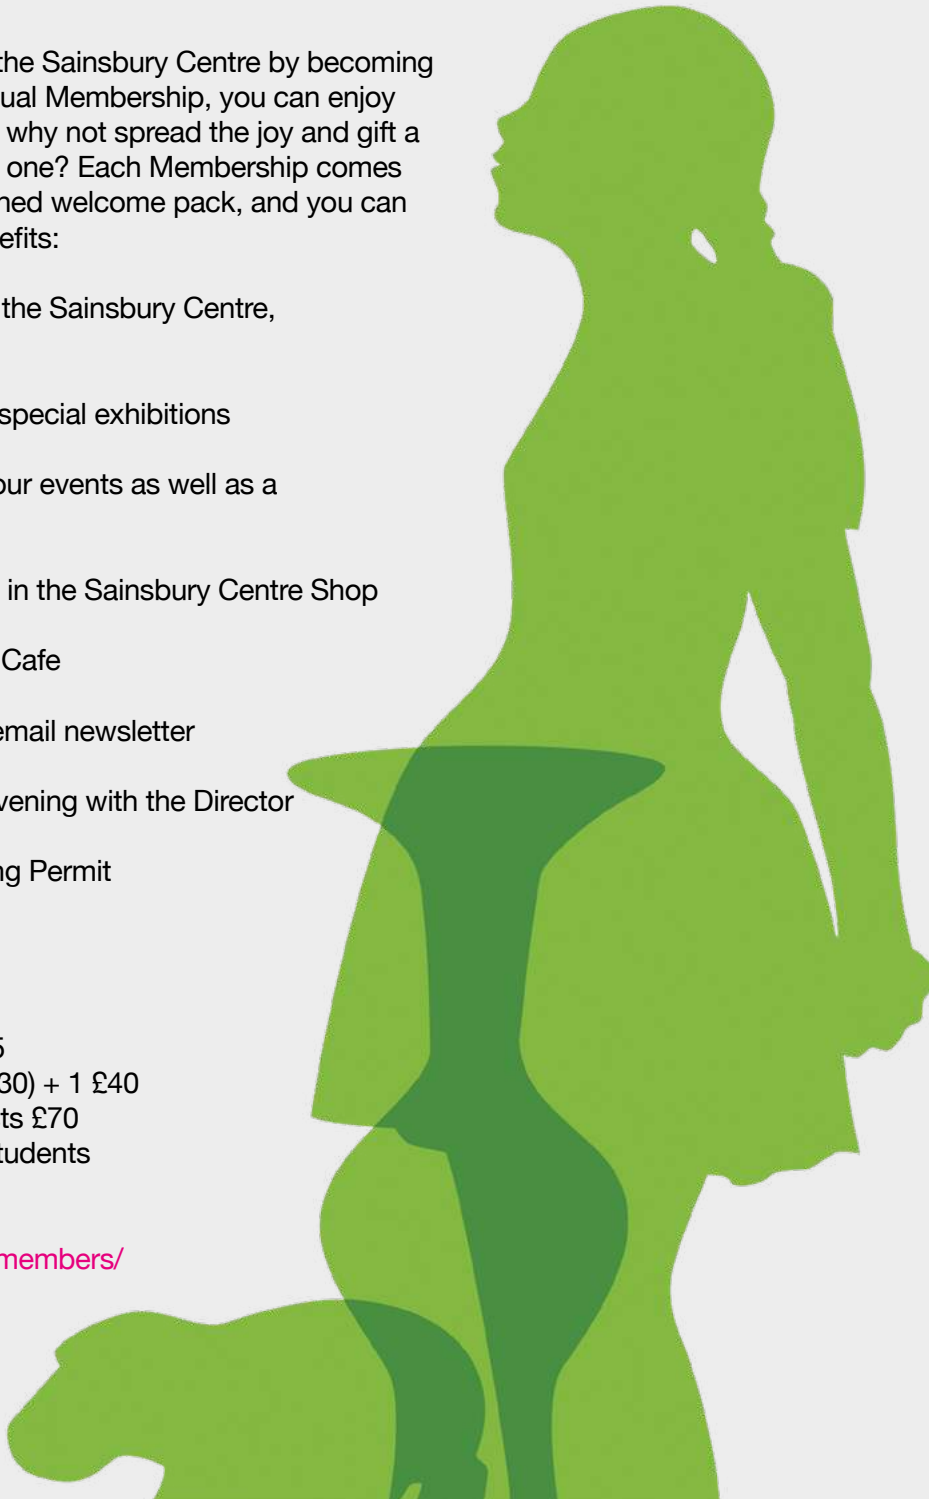 the Sainsbury Centre by becoming
ual Membership, you can enjoy
why not spread the joy and gift a
one? Each Membership comes
ned welcome pack, and you can
efits:
the Sainsbury Centre,
special exhibitions
our events as well as a
in the Sainsbury Centre Shop
Cafe
email newsletter
vening with the Director
ng Permit
5
30) + 1 £40
ts £70
tudents
members/